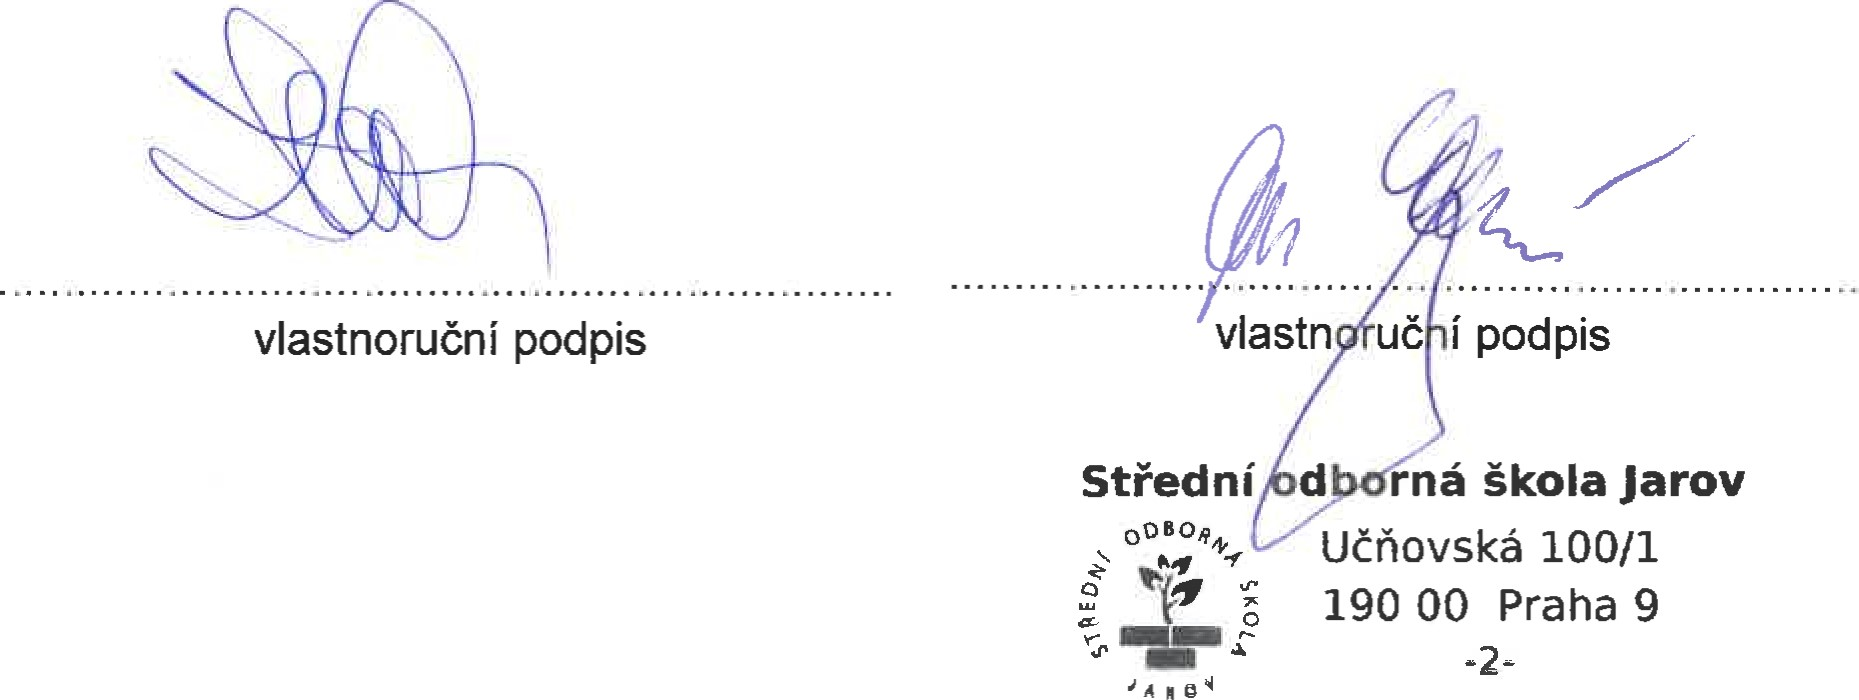 vlastnoruční podpis
vlastnoruční podpis
Střední odborná škola Jarov
Učňovská 100/1
190 00 Praha 9
-2-
STŘEDNÍ ODBORNÁ ŠKOLA
JAROV